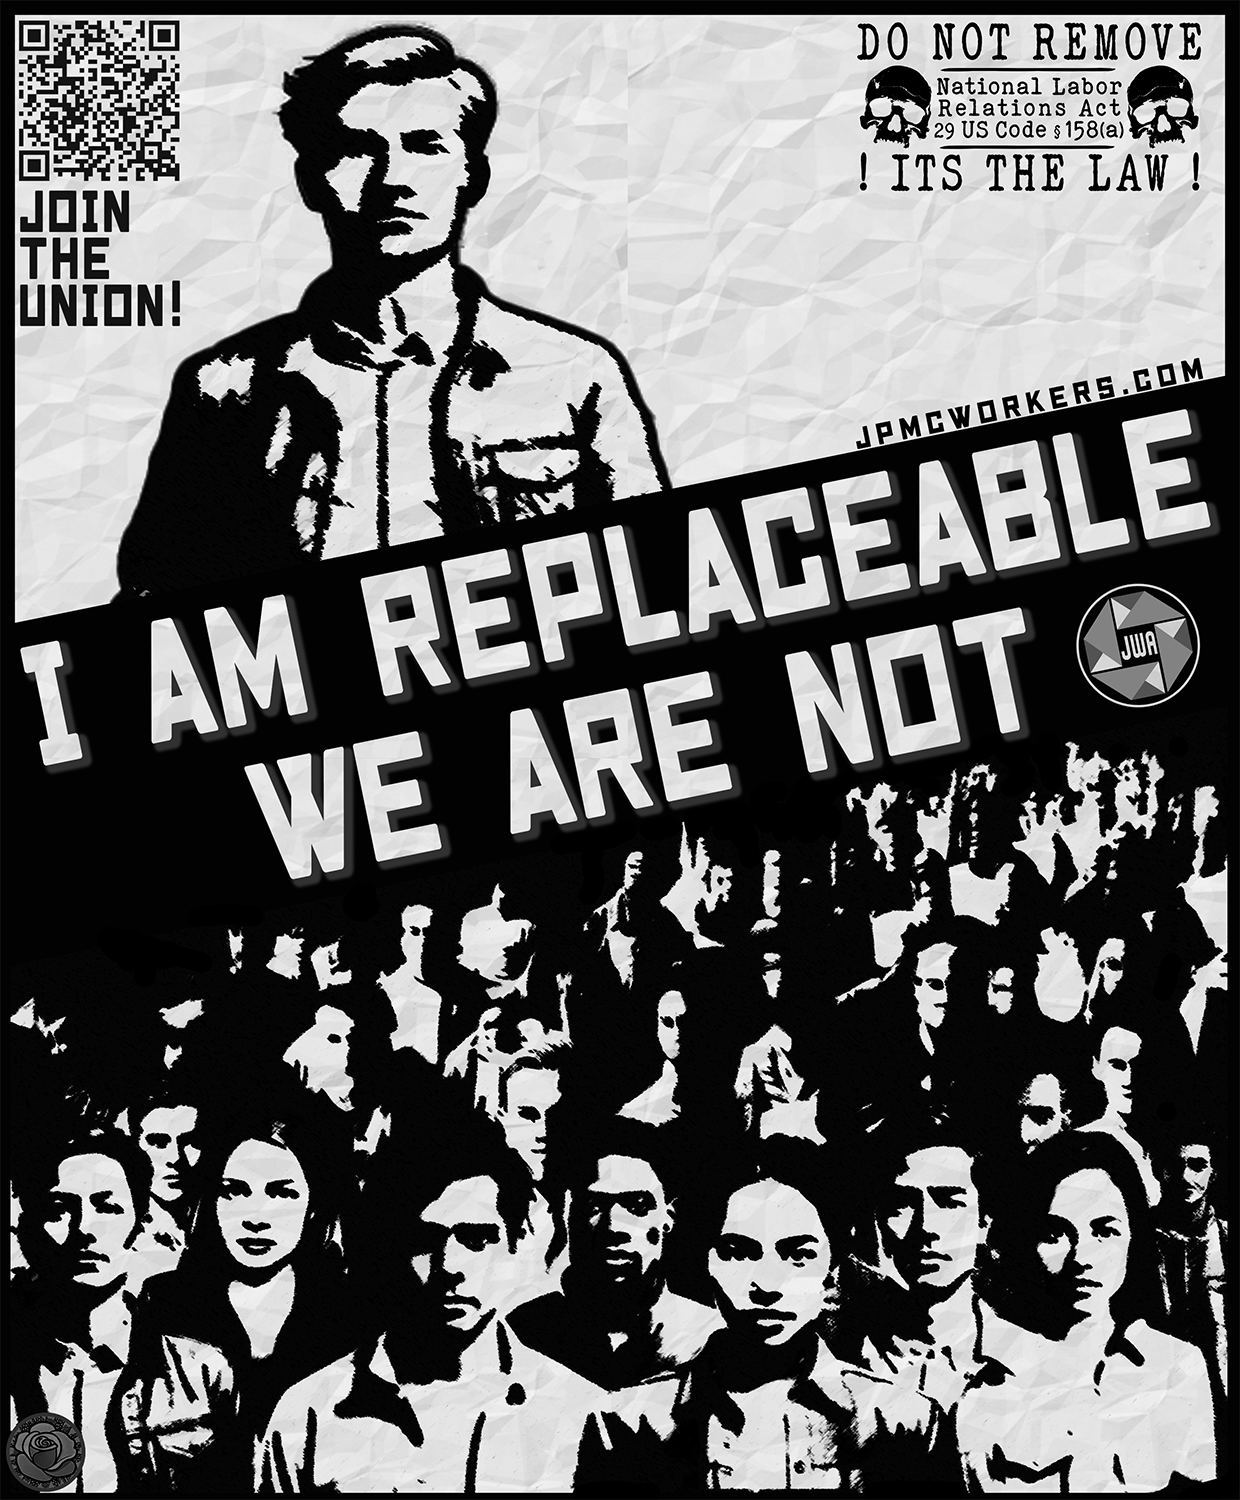 JOIN
THE
UNION!
DO NOT REMOVE
National Labor
Relations Act
29 US Code § 158(a)
! ITS THE LAW !
JPMCWORKERS.COM
I AM REPLACEABLE
WE ARE NOT
JWA